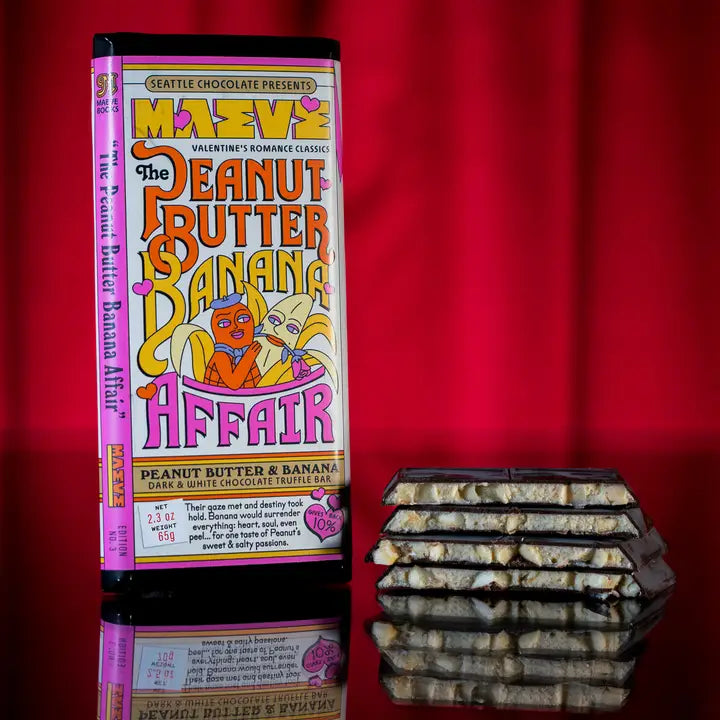 SEATTLE CHOCOLATE PRESENTS
MAEVE
VALENTINE'S ROMANCE CLASSICS
The
PEANUT
BUTTER
BANANA
AFFAIR
PEANUT BUTTER & BANANA
DARK & WHITE CHOCOLATE TRUFFLE BAR
NET
2.3 oz
WEIGHT
65g
Their gaze met and destiny took
hold. Banana would surrender
everything: heart, soul, even
peel... for one taste of Peanut's
sweet & salty passions.
GIVES BACK
10%
M
MAEVE
BOOKS
"The Peanut Butter Banana Affair"
MAEVE
EDITION
NO. 3